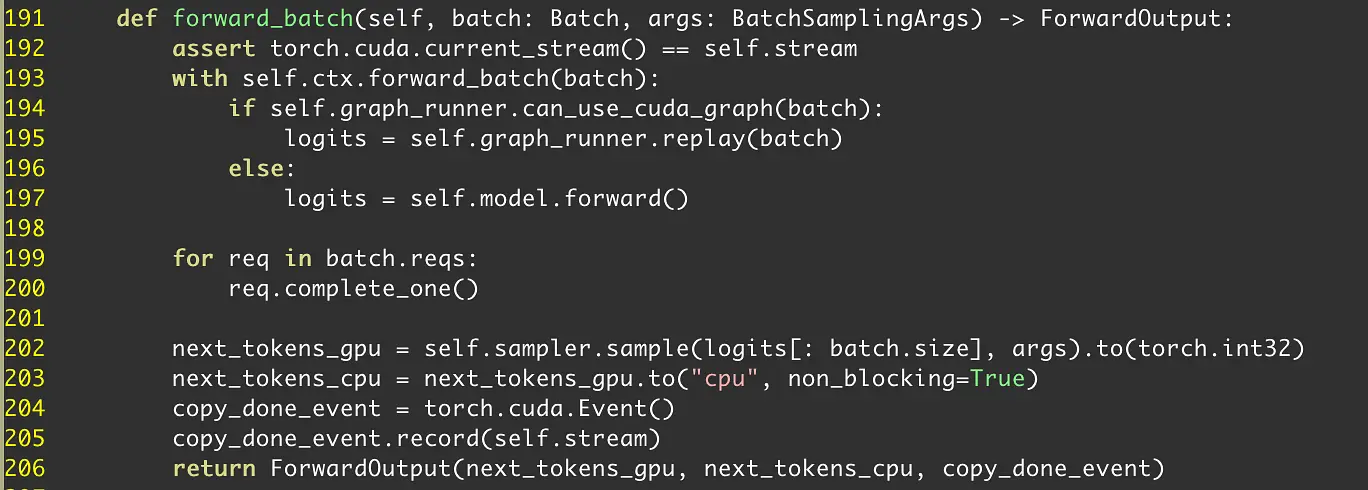 191 def forward_batch(self, batch: Batch, args: BatchSamplingArgs) -> ForwardOutput:
192 assert torch.cuda.current_stream() == self.stream
193 with self.ctx.forward_batch(batch):
194 if self.graph_runner.can_use_cuda_graph(batch):
195 logits = self.graph_runner.replay(batch)
196 else:
197 logits = self.model.forward()
198
199 for req in batch.reqs:
200 req.complete_one()
201
202 next_tokens_gpu = self.sampler.sample(logits[: batch.size], args).to(torch.int32)
203 next_tokens_cpu = next_tokens_gpu.to("cpu", non_blocking=True)
204 copy_done_event = torch.cuda.Event()
205 copy_done_event.record(self.stream)
206 return ForwardOutput(next_tokens_gpu, next_tokens_cpu, copy_done_event)